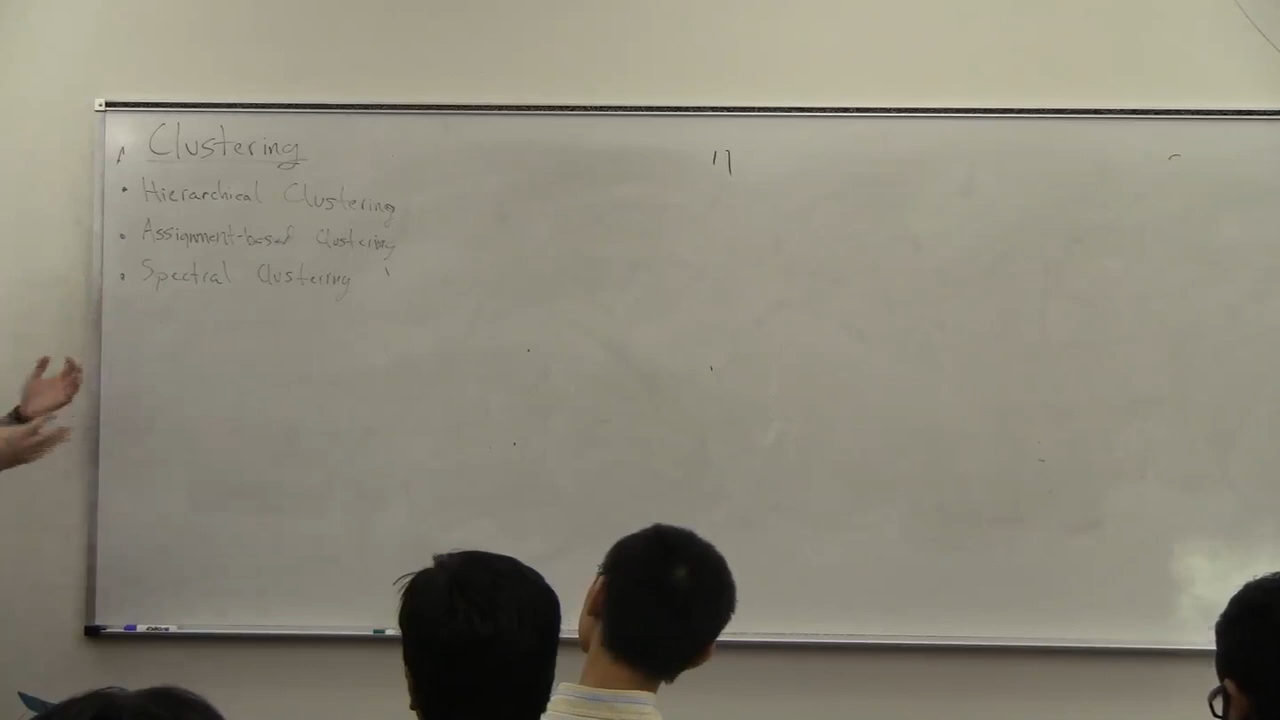 Clustering
• Hierarchical Clustering
• Assignment-based Clustering
• Spectral Clustering